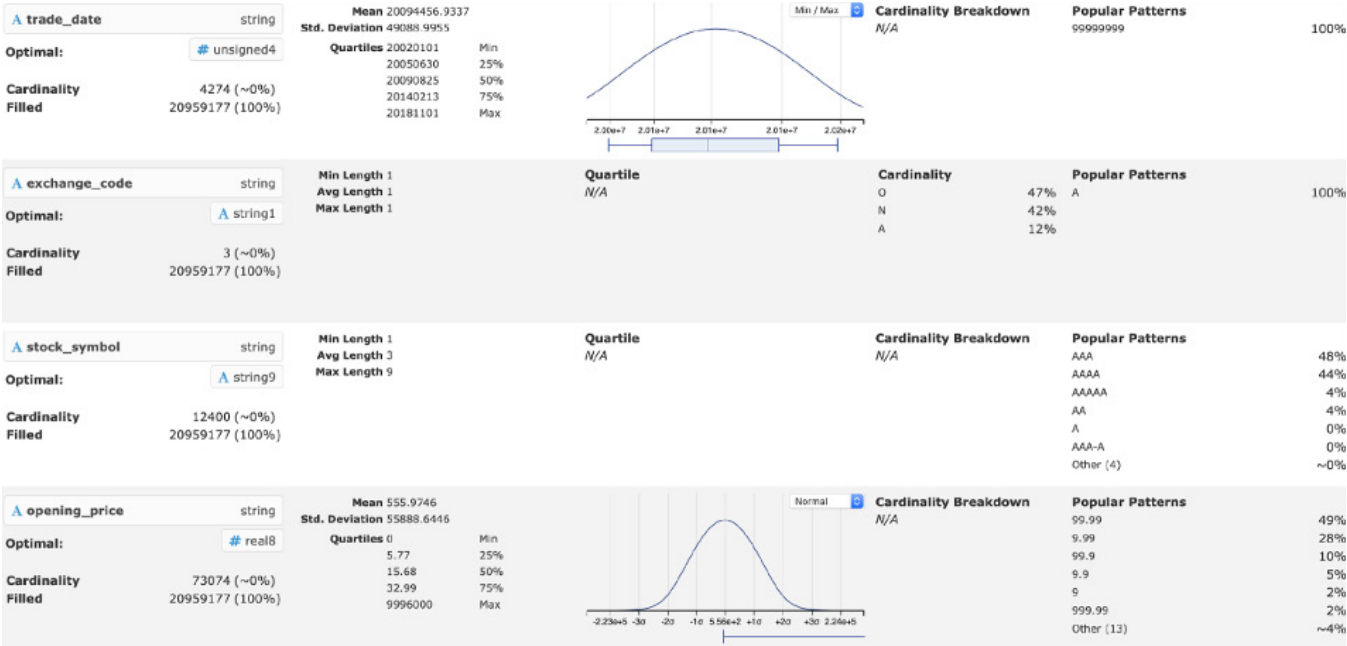 A trade_date string
Optimal: # unsigned4
Cardinality 4274 (~0%)
Filled 20959177 (100%)
Mean 20094456.9337
Std. Deviation 49088.9955
Quartiles 20020101 Min
20050630 25%
20090825 50%
20140213 75%
20181101 Max
Min / Max
2.00e+7 2.01e+7 2.01e+7 2.01e+7 2.02e+7
Cardinality Breakdown
N/A
Popular Patterns
99999999 100%
A exchange_code string
Optimal: A string1
Cardinality 3 (~0%)
Filled 20959177 (100%)
Min Length 1
Avg Length 1
Max Length 1
Quartile
N/A
Cardinality
O 47%
N 42%
A 12%
Popular Patterns
A 100%
A stock_symbol string
Optimal: A string9
Cardinality 12400 (~0%)
Filled 20959177 (100%)
Min Length 1
Avg Length 3
Max Length 9
Quartile
N/A
Cardinality Breakdown
N/A
Popular Patterns
AAA 48%
AAAA 44%
AAAAA 4%
AA 4%
A 0%
AAA-A 0%
Other (4) ~0%
A opening_price string
Optimal: # real8
Cardinality 73074 (~0%)
Filled 20959177 (100%)
Mean 555.9746
Std. Deviation 55888.6446
Quartiles 0 Min
5.77 25%
15.68 50%
32.99 75%
9996000 Max
Normal
-2.23e+5 -3σ -2σ -1σ 5.56e+2 +1σ +2σ +3σ 2.24e+5
Cardinality Breakdown
N/A
Popular Patterns
99.99 49%
9.99 28%
99.9 10%
9.9 5%
9 2%
999.99 2%
Other (13) ~4%